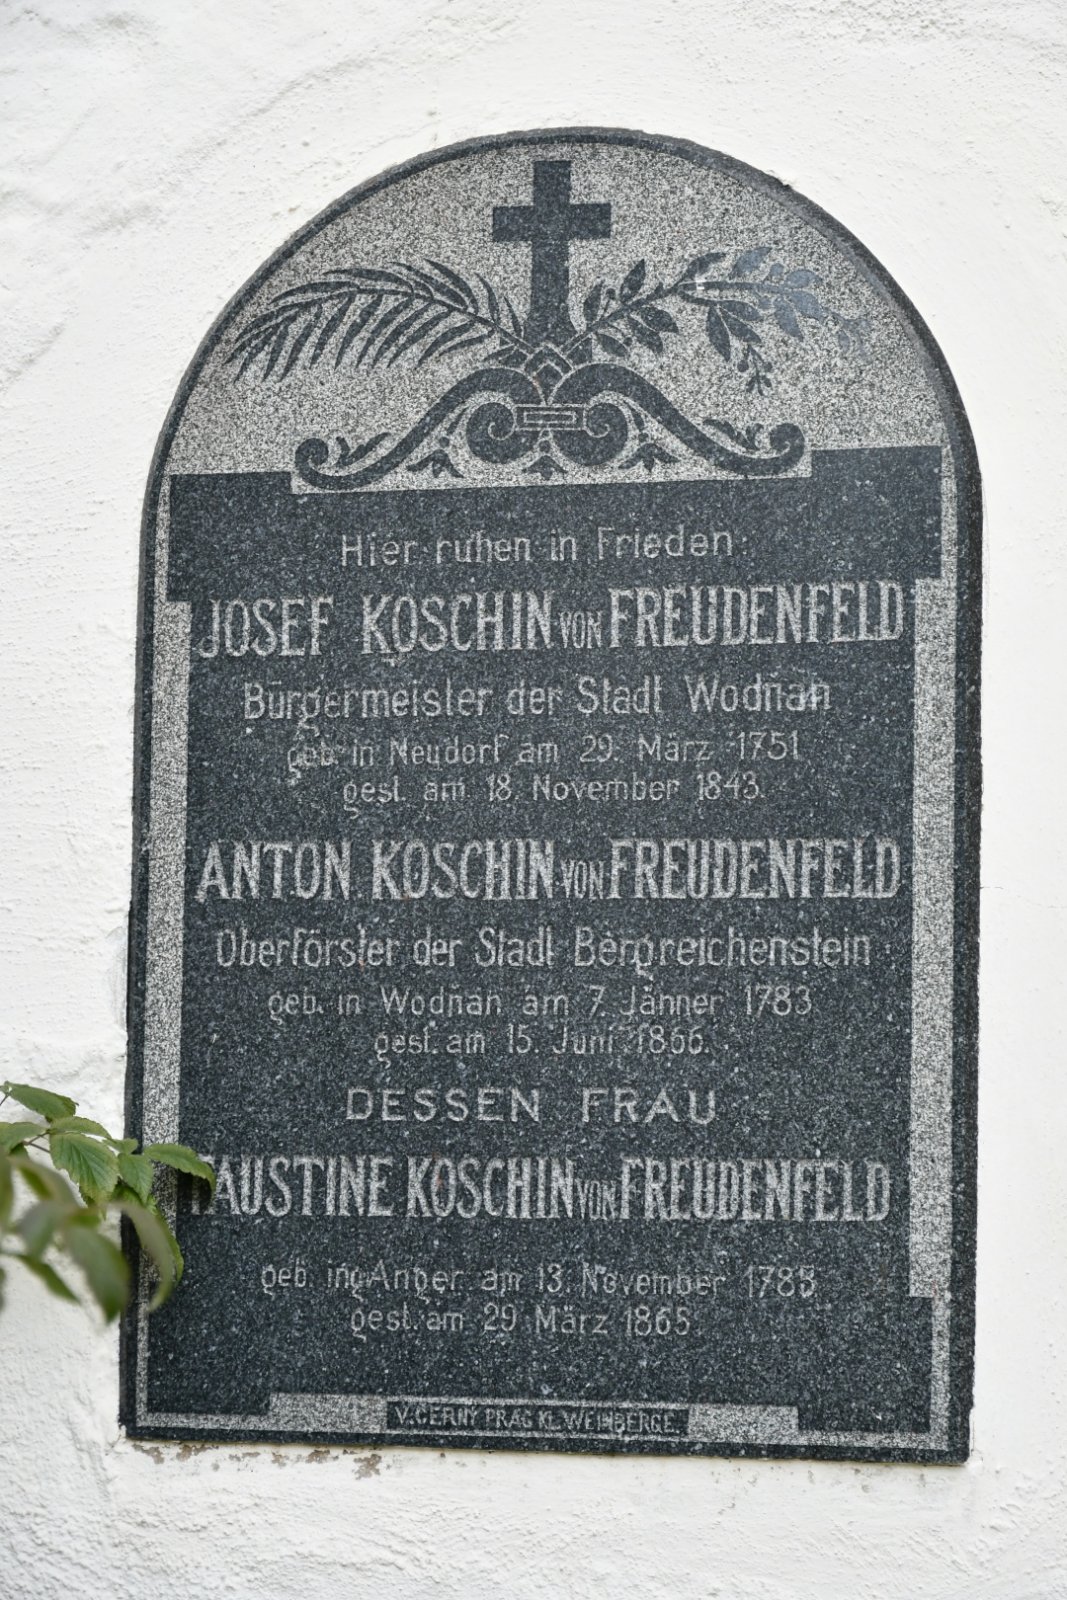 Hier ruhen in Frieden:
JOSEF KOSCHIN VON FREUDENFELD
Bürgermeister der Stadt Wodňan
geb. in Neudorf am 29. März 1751
gest. am 18. November 1843.
ANTON KOSCHIN VON FREUDENFELD
Oberförster der Stadt Bergreichenstein
geb. in Wodňan am 7. Jänner 1783
gest. am 15. Juni 1866.
DESSEN FRAU
FAUSTINE KOSCHIN VON FREUDENFELD
geb. in Anger am 13. November 1785
gest. am 29 März 1865
V. ČERNÝ PRAG KL. WEINBERGE.